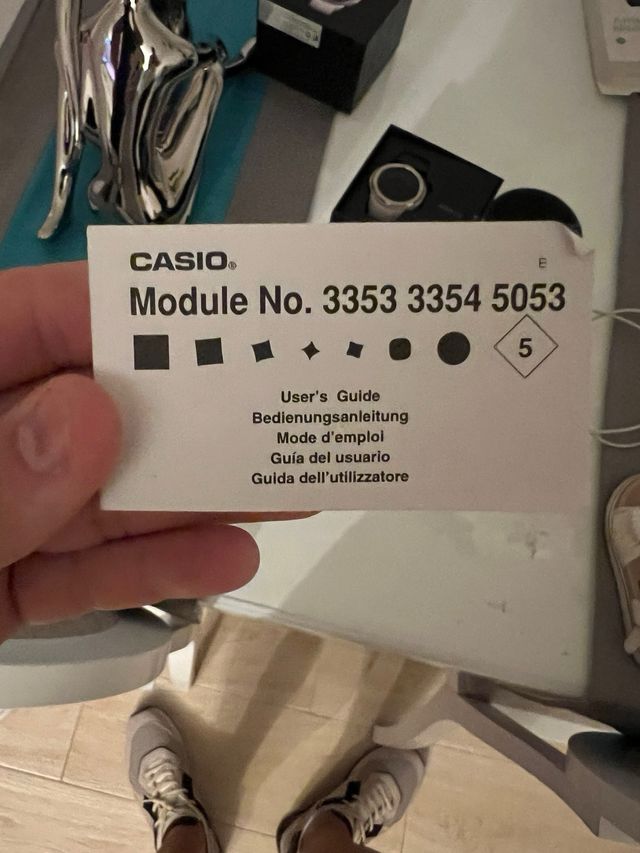 CASIO®
E
Module No. 3353 3354 5053
5
User's Guide
Bedienungsanleitung
Mode d'emploi
Guía del usuario
Guida dell'utilizzatore